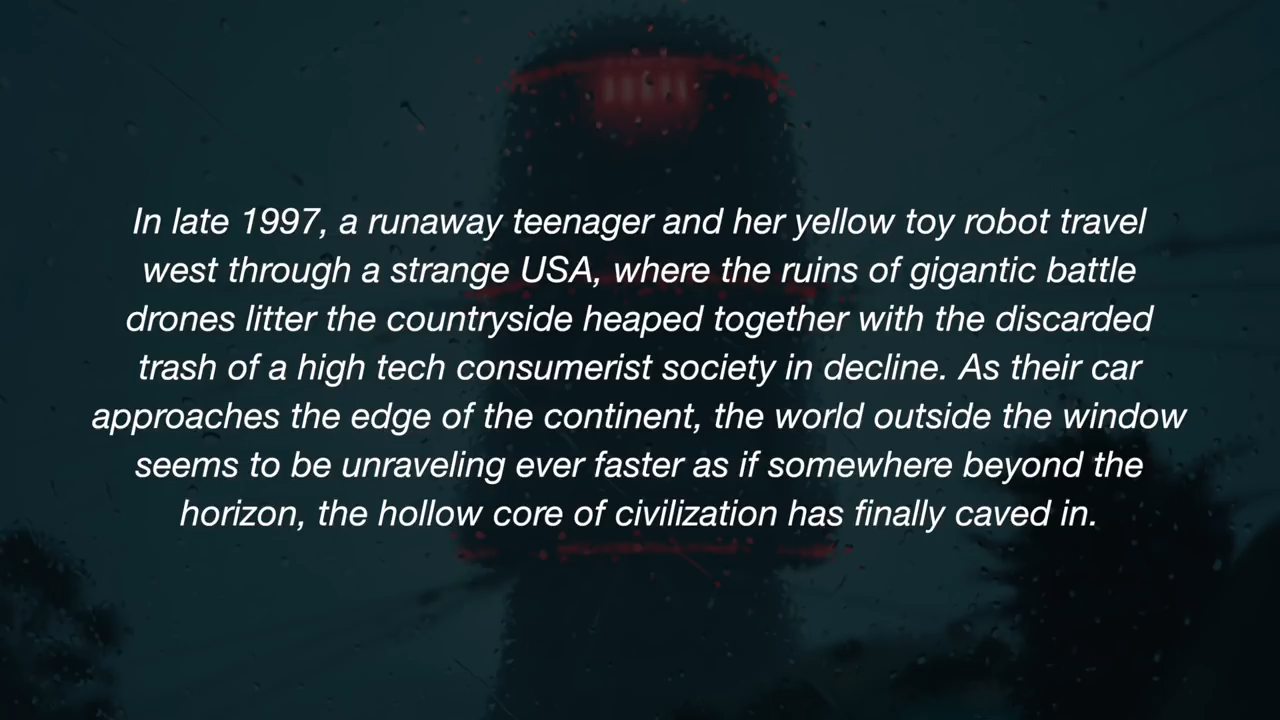 In late 1997, a runaway teenager and her yellow toy robot travel
west through a strange USA, where the ruins of gigantic battle
drones litter the countryside heaped together with the discarded
trash of a high tech consumerist society in decline. As their car
approaches the edge of the continent, the world outside the window
seems to be unraveling ever faster as if somewhere beyond the
horizon, the hollow core of civilization has finally caved in.